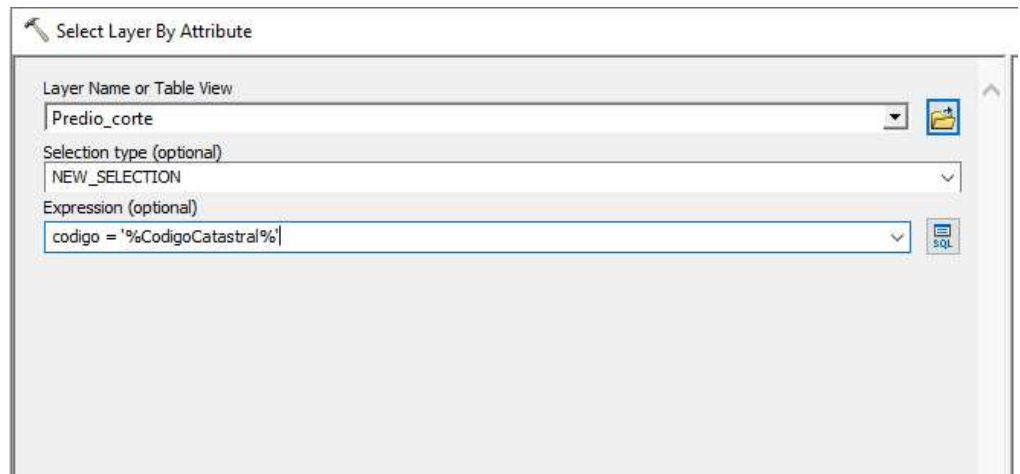 Select Layer By Attribute
Layer Name or Table View
Predio_corte
Selection type (optional)
NEW_SELECTION
Expression (optional)
codigo = '%CodigoCatastral%'
SQL